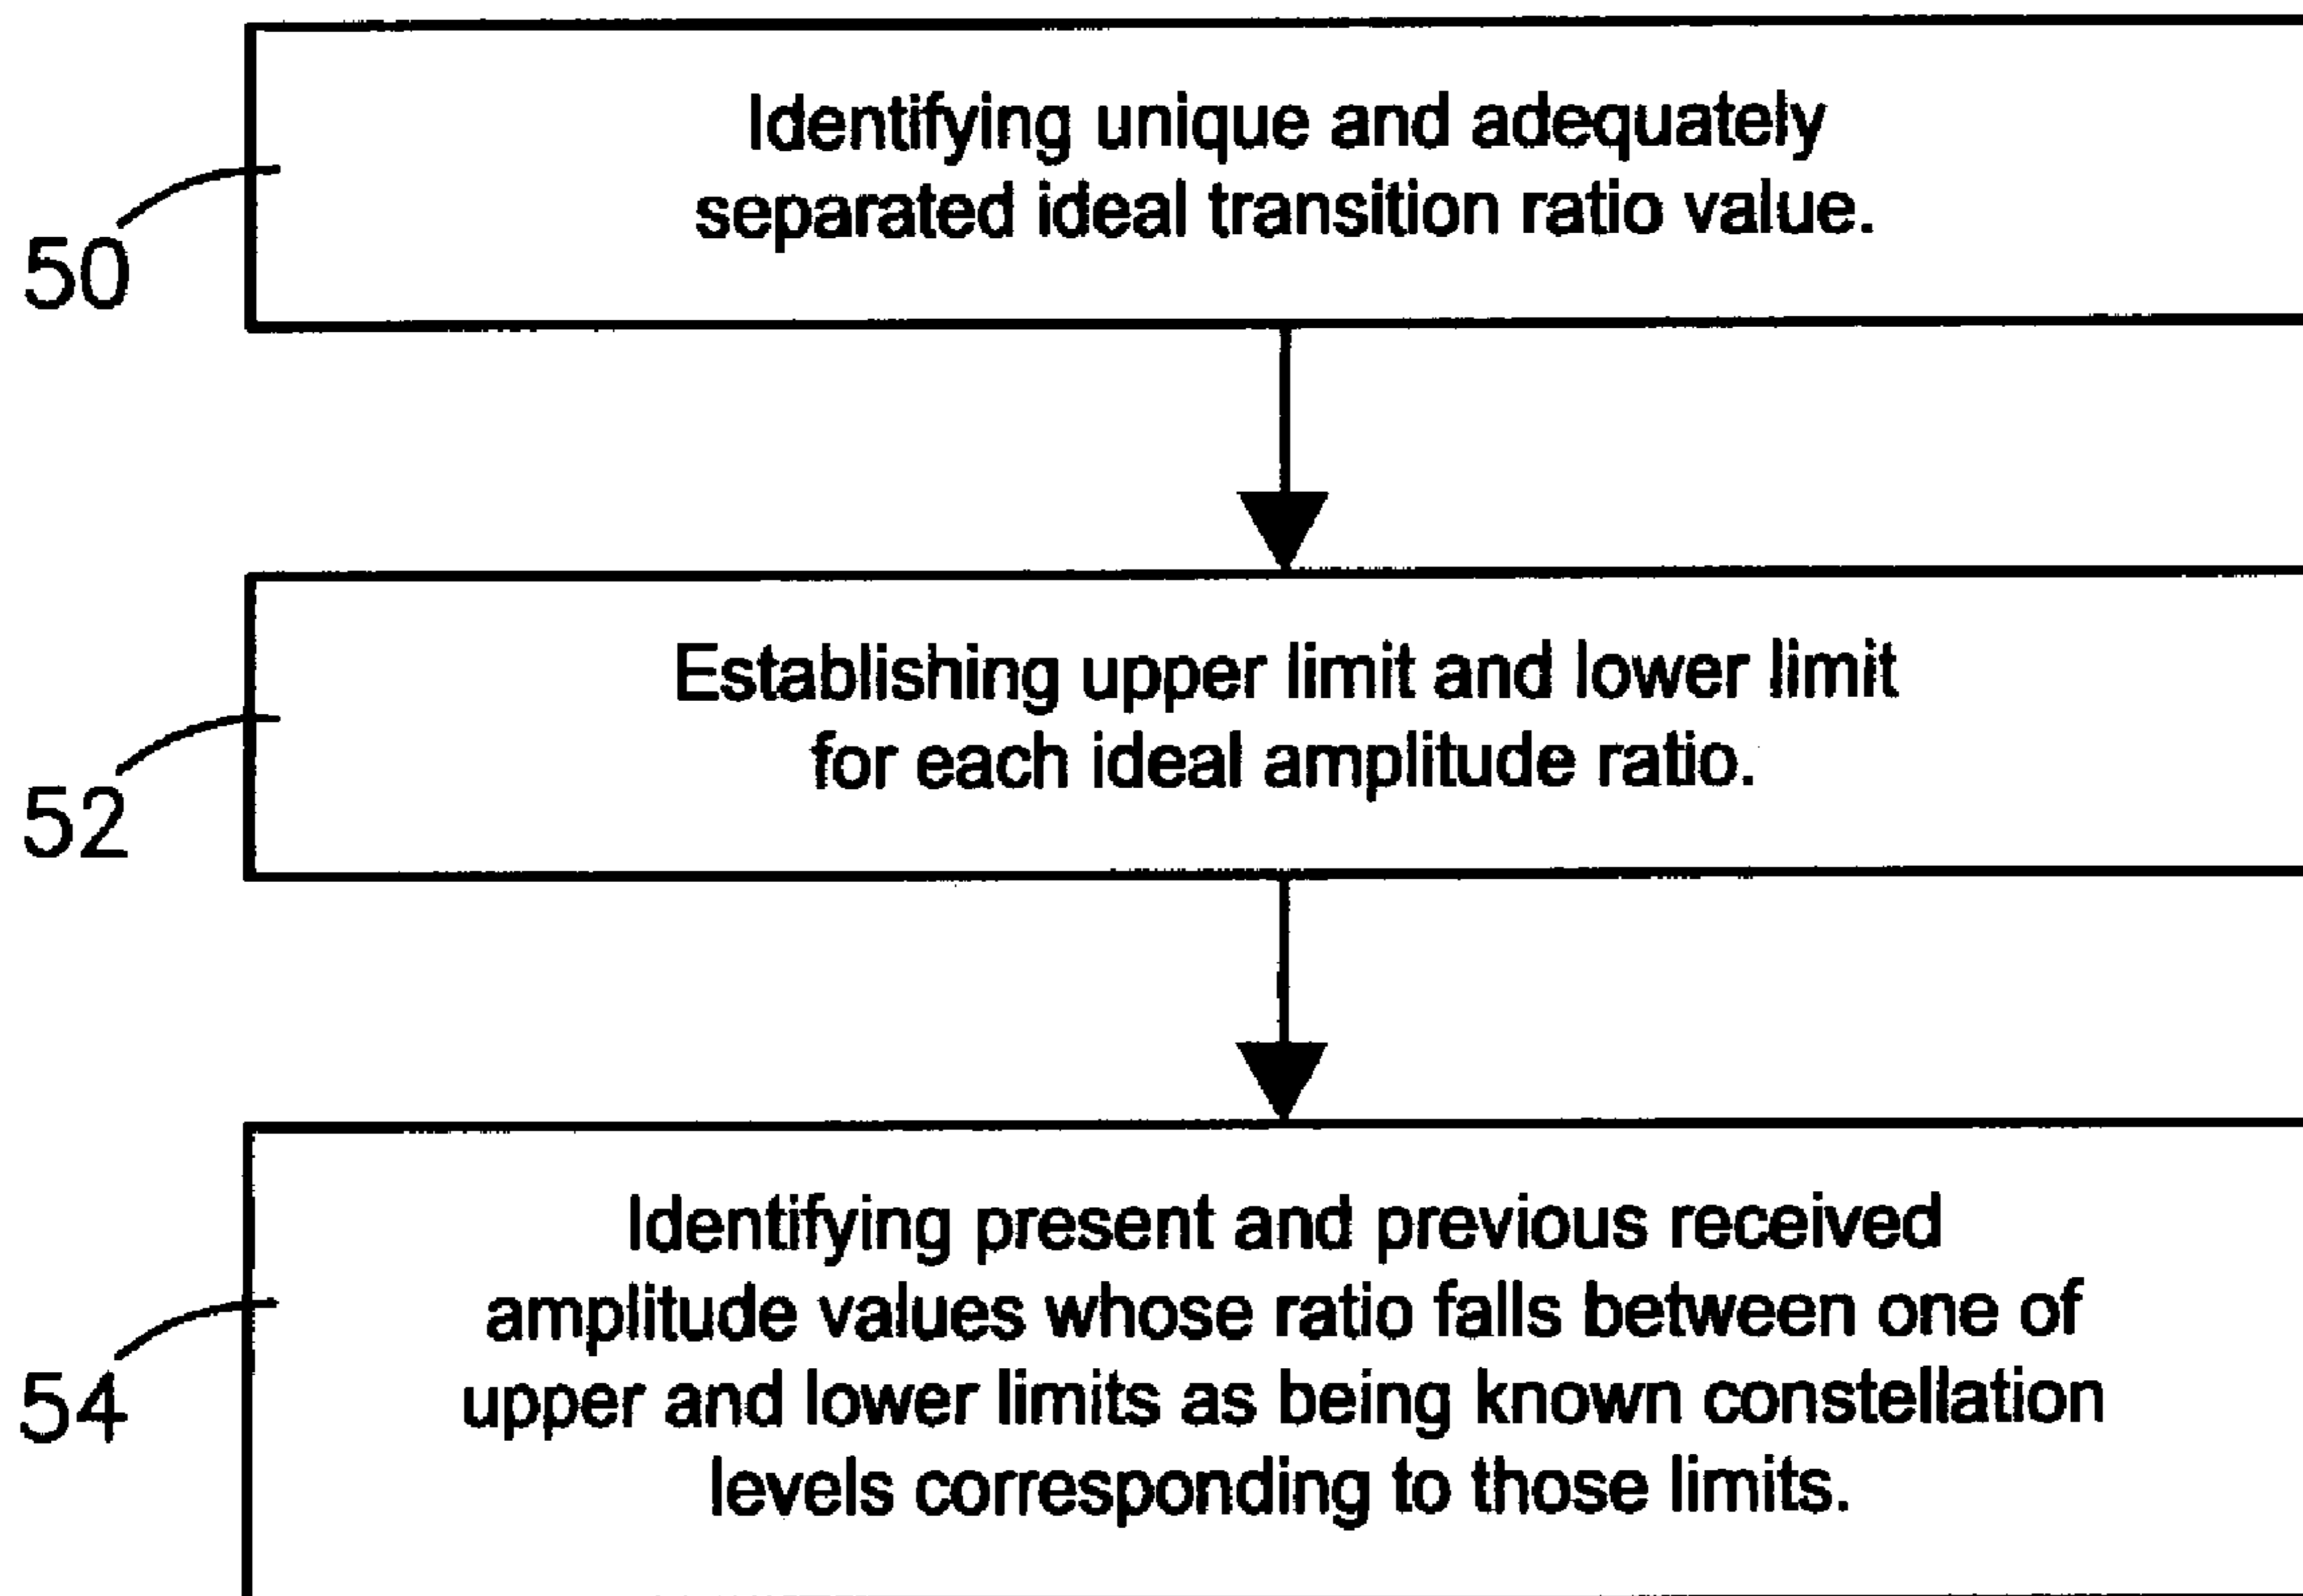 Identifying unique and adequately
separated ideal transition ratio value.
50
Establishing upper limit and lower limit
for each ideal amplitude ratio.
52
Identifying present and previous received
amplitude values whose ratio falls between one of
upper and lower limits as being known constellation
levels corresponding to those limits.
54